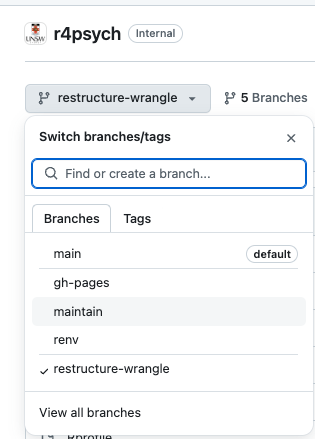 UNSW
r4psych Internal
restructure-wrangle 5 Branches
Switch branches/tags
Find or create a branch...
Branches Tags
main default
gh-pages
maintain
renv
restructure-wrangle
View all branches